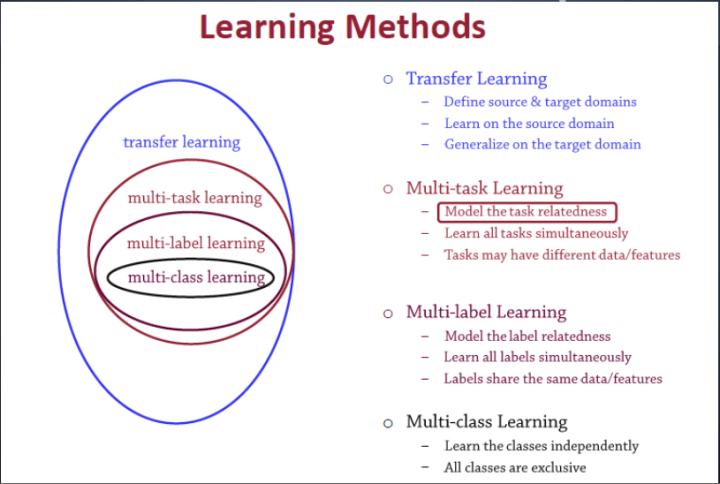 Learning Methods
transfer learning
multi-task learning
multi-label learning
multi-class learning
○ Transfer Learning
– Define source & target domains
– Learn on the source domain
– Generalize on the target domain
○ Multi-task Learning
– Model the task relatedness
– Learn all tasks simultaneously
– Tasks may have different data/features
○ Multi-label Learning
– Model the label relatedness
– Learn all labels simultaneously
– Labels share the same data/features
○ Multi-class Learning
– Learn the classes independently
– All classes are exclusive